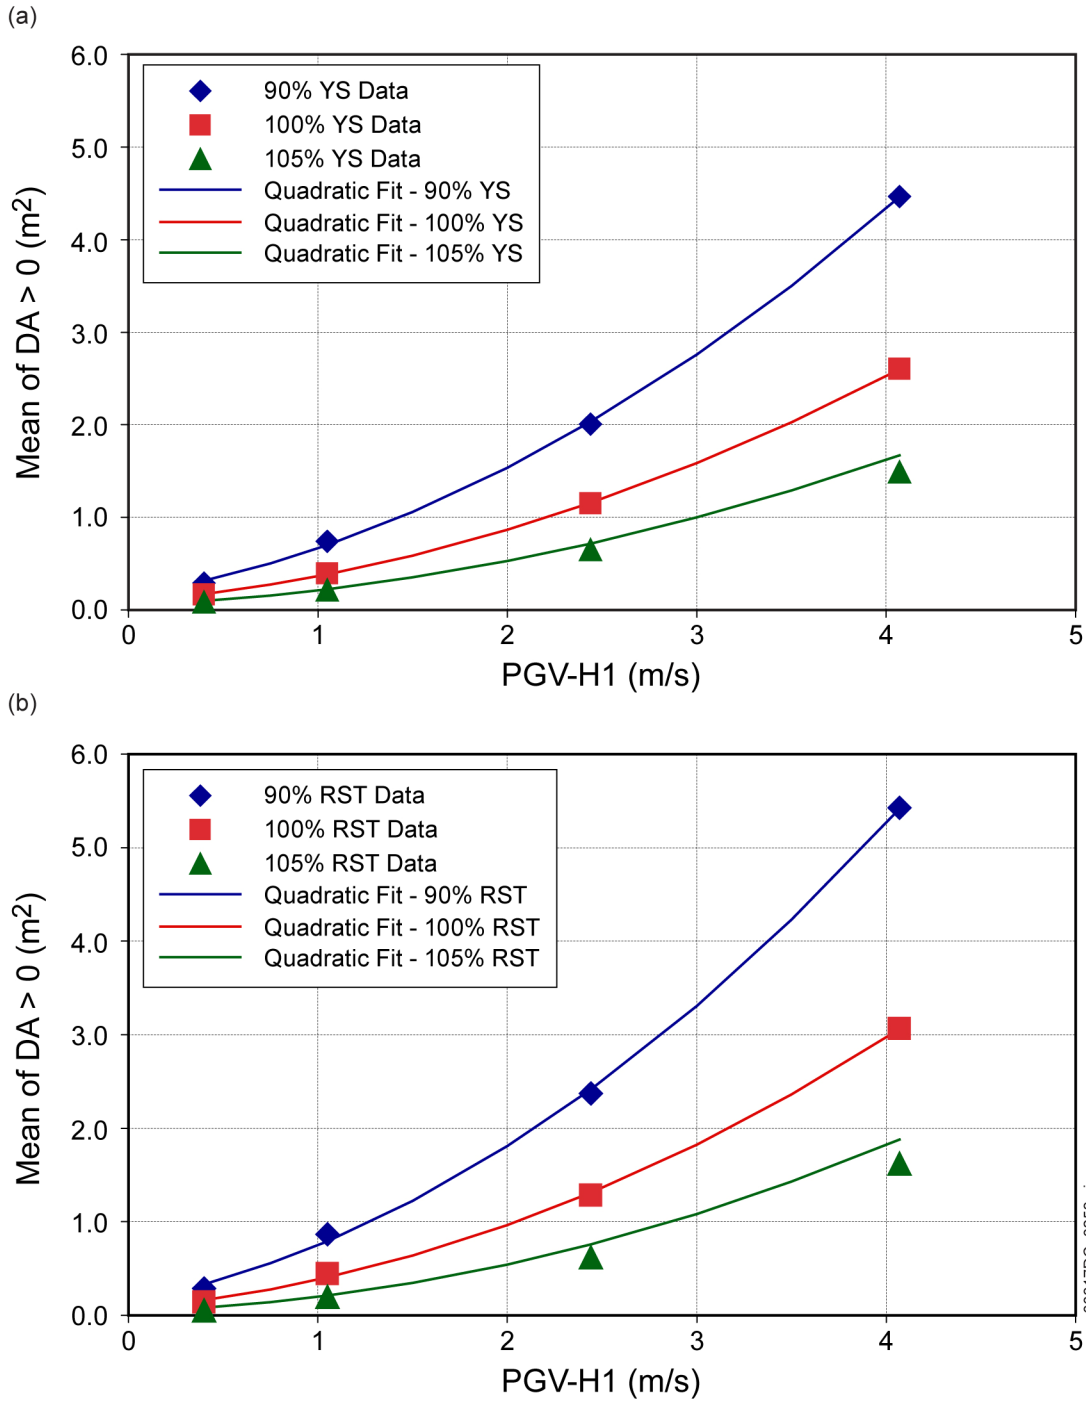 (a)
6.0
5.0
4.0
3.0
2.0
1.0
0.0
Mean of DA > 0 (m²)
90% YS Data
100% YS Data
105% YS Data
Quadratic Fit - 90% YS
Quadratic Fit - 100% YS
Quadratic Fit - 105% YS
0 1 2 3 4 5
PGV-H1 (m/s)
(b)
6.0
5.0
4.0
3.0
2.0
1.0
0.0
Mean of DA > 0 (m²)
90% RST Data
100% RST Data
105% RST Data
Quadratic Fit - 90% RST
Quadratic Fit - 100% RST
Quadratic Fit - 105% RST
0 1 2 3 4 5
PGV-H1 (m/s)